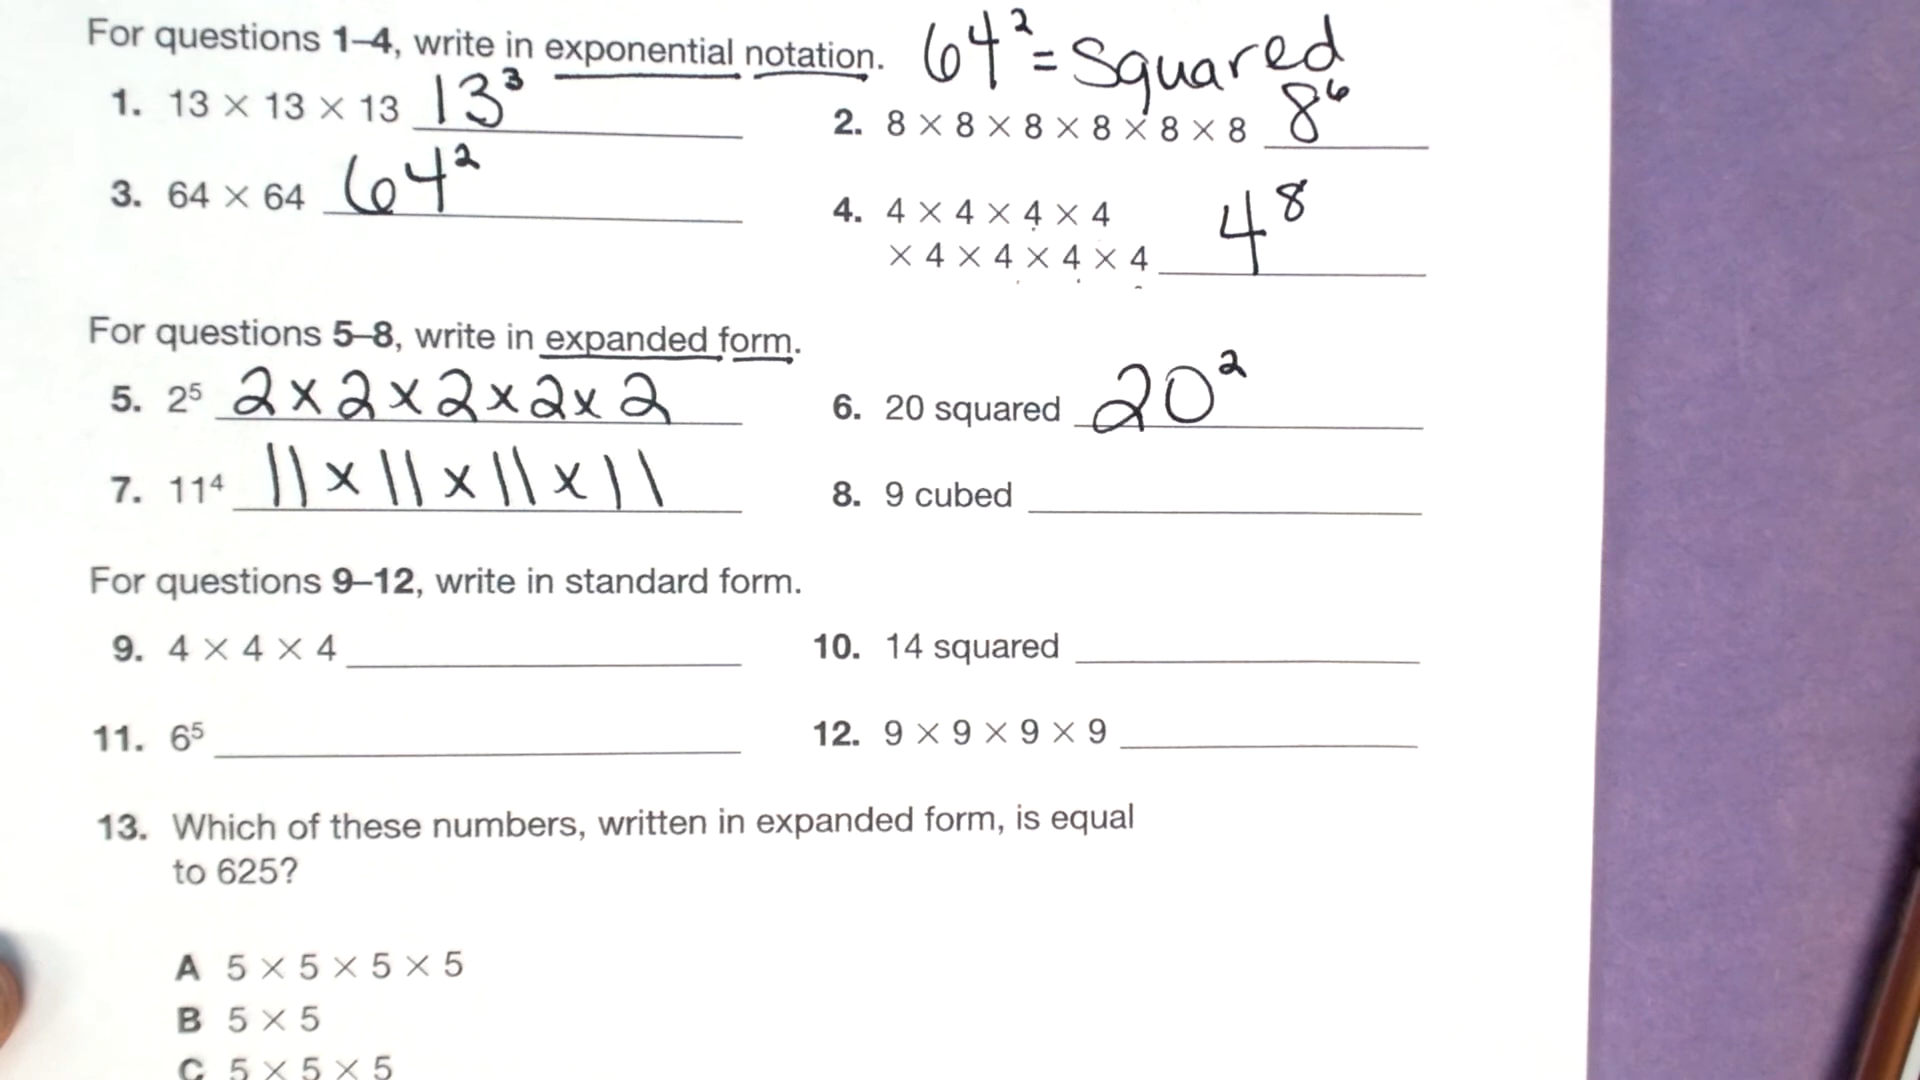 For questions 1–4, write in exponential notation. 64² = Squared
1. 13 × 13 × 13 13³
2. 8 × 8 × 8 × 8 × 8 × 8 8⁶
3. 64 × 64 64²
4. 4 × 4 × 4 × 4
× 4 × 4 × 4 × 4 4⁸
For questions 5–8, write in expanded form.
5. 2⁵ 2 x 2 x 2 x 2 x 2
6. 20 squared 20²
7. 11⁴ 11 x 11 x 11 x 11
8. 9 cubed
For questions 9–12, write in standard form.
9. 4 × 4 × 4
10. 14 squared
11. 6⁵
12. 9 × 9 × 9 × 9
13. Which of these numbers, written in expanded form, is equal
to 625?
A 5 × 5 × 5 × 5
B 5 × 5
C 5 × 5 × 5